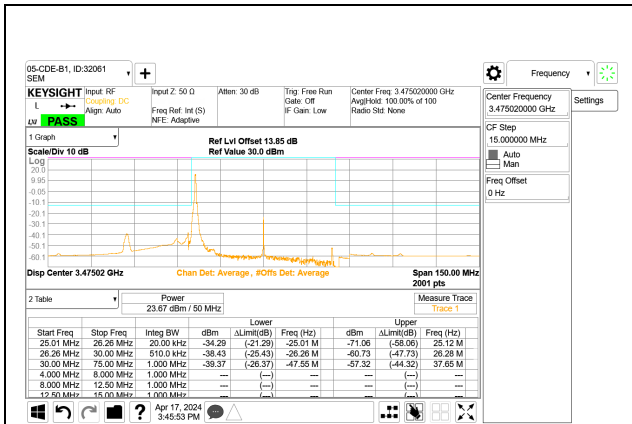 05-CDE-B1, ID:32061
SEM
Frequency
KEYSIGHT
L
LXI
PASS
Input: RF
Coupling: DC
Align: Auto
Input Z: 50 Ω
Freq Ref: Int (S)
NFE: Adaptive
Atten: 30 dB
Trig: Free Run
Gate: Off
IF Gain: Low
Center Freq: 3.475020000 GHz
Avg|Hold: 100.00% of 100
Radio Std: None
Center Frequency
3.475020000 GHz
Settings
CF Step
15.000000 MHz
Auto
Man
Freq Offset
0 Hz
1 Graph
Ref Lvl Offset 13.85 dB
Scale/Div 10 dB
Ref Value 30.0 dBm
Log
20.0
9.95
-0.05
-10.1
-20.1
-30.1
-40.1
-50.1
-60.1
Disp Center 3.47502 GHz
Chan Det: Average , #Offs Det: Average
Span 150.00 MHz
2001 pts
2 Table
Power
23.67 dBm / 50 MHz
Measure Trace
Trace 1
Lower Upper
Start Freq Stop Freq Integ BW dBm ΔLimit(dB) Freq (Hz) dBm ΔLimit(dB) Freq (Hz)
25.01 MHz 26.26 MHz 20.00 kHz -34.29 (-21.29) -25.01 M -71.06 (-58.06) 25.12 M
26.26 MHz 30.00 MHz 510.0 kHz -38.43 (-25.43) -26.26 M -60.73 (-47.73) 26.28 M
30.00 MHz 75.00 MHz 1.000 MHz -39.37 (-26.37) -47.55 M -57.32 (-44.32) 37.65 M
4.000 MHz 8.000 MHz 1.000 MHz --- (---) --- --- (---) ---
8.000 MHz 12.50 MHz 1.000 MHz --- (---) --- --- (---) ---
12.50 MHz 15.00 MHz 1.000 MHz --- (---) --- --- (---) ---
?
Apr 17, 2024
3:45:53 PM